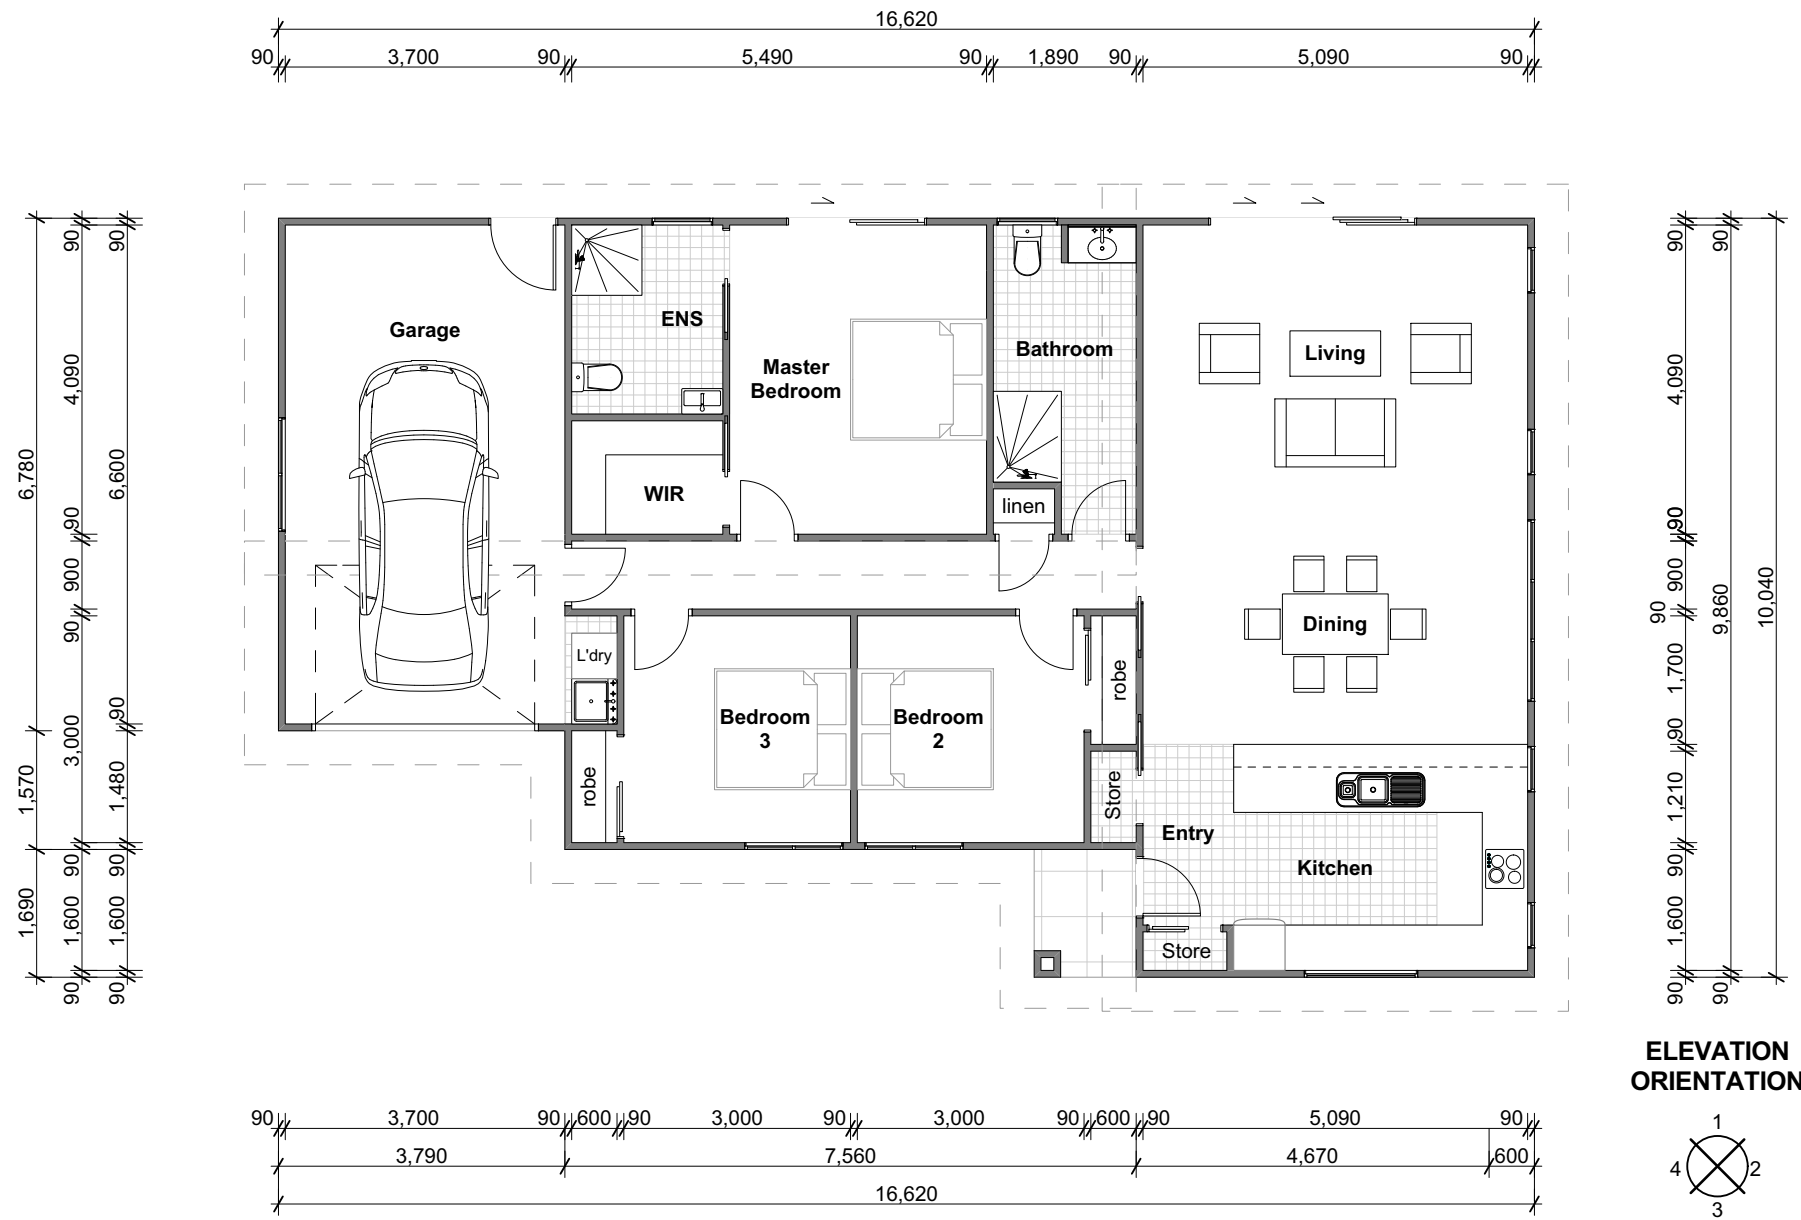 16,620
90 3,700 90 5,490 90 1,890 90 5,090 90
6,780
1,570
1,690
90
4,090
90
900
90
3,000
90
1,600
90
90
6,600
90
1,480
90
1,600
90
Garage
ENS
Master
Bedroom
Bathroom
Living
WIR
linen
Dining
L'dry
robe
Bedroom
3
Bedroom
2
robe
Store
Entry
Kitchen
Store
90
4,090
90
900
90
1,700
90
1,210
90
1,600
90
90
9,860
90
10,040
ELEVATION
ORIENTATION
1
4 2
3
90 3,700 90 600 90 3,000 90 3,000 90 600 90 5,090 90
3,790 7,560 4,670 600
16,620